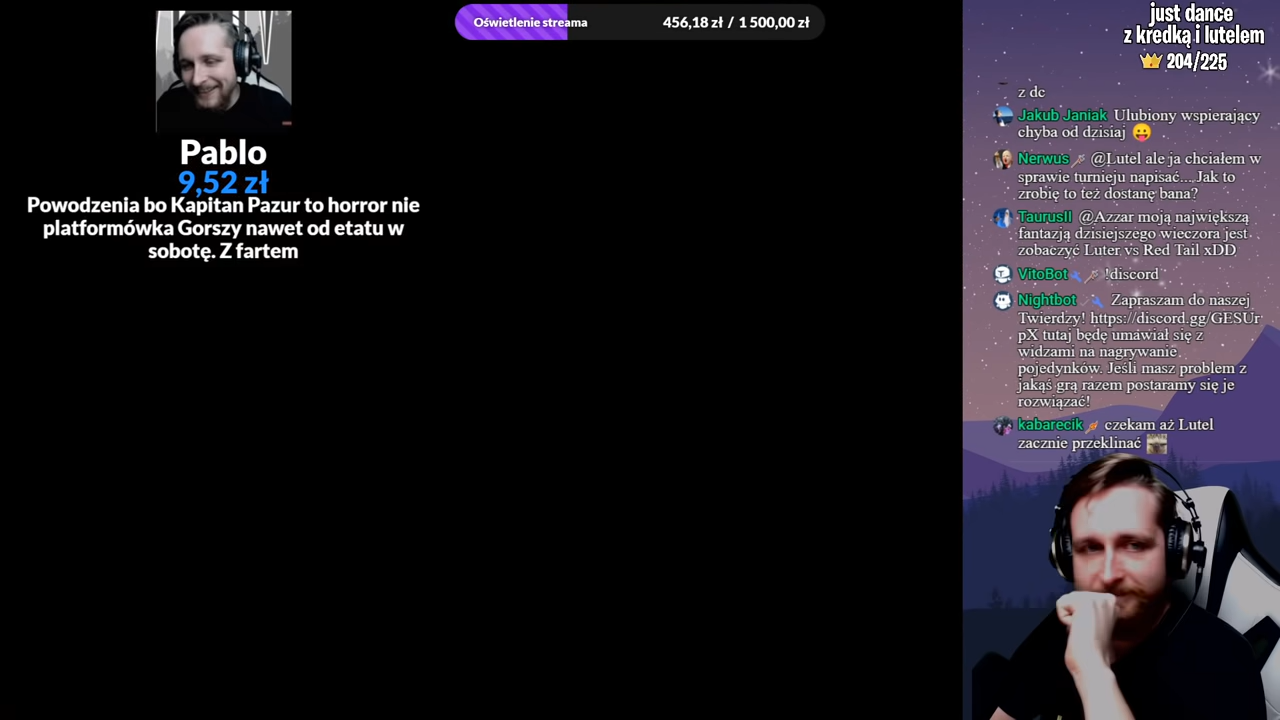 Oświetlenie streama
456,18 zł / 1 500,00 zł
Pablo
9,52 zł
Powodzenia bo Kapitan Pazur to horror nie
platformówka Gorszy nawet od etatu w
sobotę. Z fartem
just dance
z kredką i lutelem
204/225
z dc
Jakub Janiak Ulubiony wspierający
chyba od dzisiaj
Nerwus @Lutel ale ja chciałem w
sprawie turnieju napisać....Jak to
zrobię to też dostanę bana?
TaurusII @Azzar moją największą
fantazją dzisiejszego wieczora jest
zobaczyć Luter vs Red Tail xDD
VitoBot !discord
Nightbot Zapraszam do naszej
Twierdzy! https://discord.gg/GESUr
pX tutaj będę umawiał się z
widzami na nagrywanie
pojedynków. Jeśli masz problem z
jakąś grą razem postaramy się je
rozwiązać!
kabarecik czekam aż Lutel
zacznie przeklinać